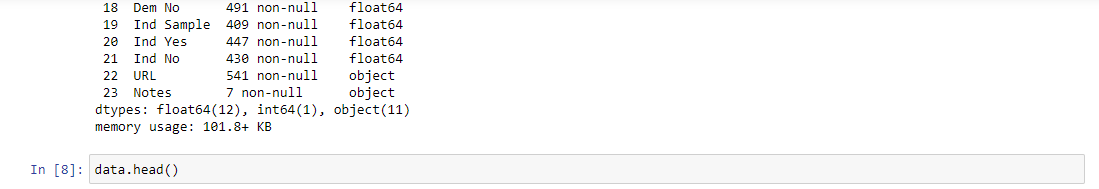 18  Dem No      491 non-null    float64
19  Ind Sample  409 non-null    float64
20  Ind Yes     447 non-null    float64
21  Ind No      430 non-null    float64
22  URL         541 non-null    object
23  Notes       7 non-null      object
dtypes: float64(12), int64(1), object(11)
memory usage: 101.8+ KB
In [8]: data.head()